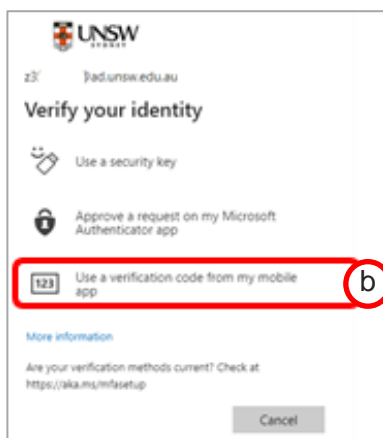 UNSW
SYDNEY
z3 ad.unsw.edu.au
Verify your identity
Use a security key
Approve a request on my Microsoft
Authenticator app
123
Use a verification code from my mobile
app
b
More information
Are your verification methods current? Check at
https://aka.ms/mfasetup
Cancel